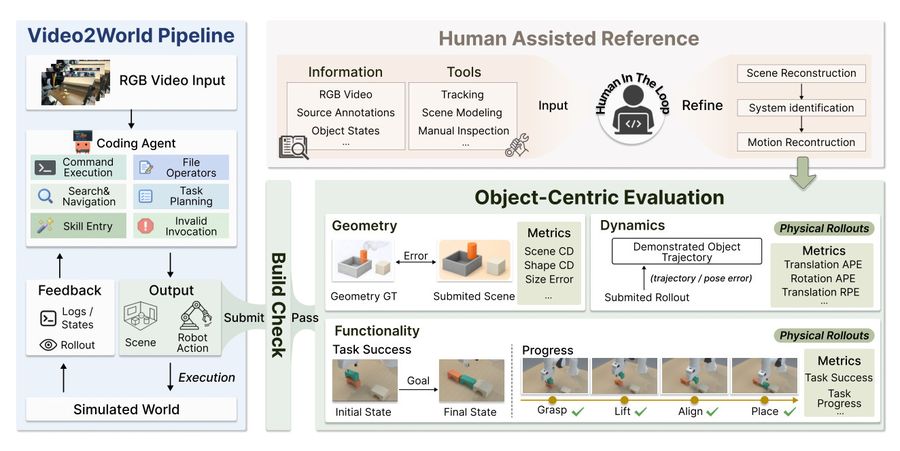 Video2World Pipeline
RGB Video Input
Coding Agent
Command
Execution
File
Operators
Search&
Navigation
Task
Planning
Skill Entry
Invalid
Invocation
Feedback
Logs /
States
Rollout
Output
Scene
Robot
Action
Execution
Simulated World
Submit
Build Check
Pass
Human Assisted Reference
Information
RGB Video
Source Annotations
Object States
...
Tools
Tracking
Scene Modeling
Manual Inspection
...
Input
Human In The Loop
Refine
Scene Reconstruction
System identification
Motion Recontruction
Object-Centric Evaluation
Geometry
Error
Geometry GT
Submited Scene
Metrics
Scene CD
Shape CD
Size Error
...
Dynamics
Physical Rollouts
Demonstrated Object
Trajectory
(trajectory / pose error)
Submited Rollout
Metrics
Translation APE
Rotation APE
Translation RPE
...
Functionality
Physical Rollouts
Task Success
Goal
Initial State
Final State
Progress
Grasp
Lift
Align
Place
Metrics
Task Success
Task
Progress
...